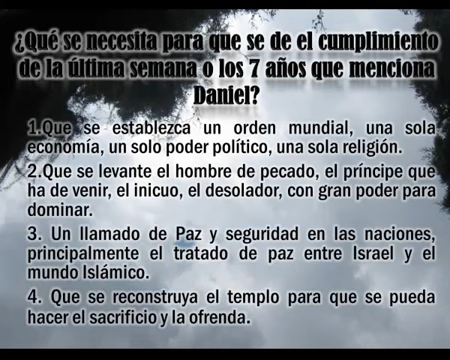 ¿Qué se necesita para que se de el cumplimiento
de la última semana o los 7 años que menciona
Daniel?
1.Que se establezca un orden mundial, una sola
economía, un solo poder político, una sola religión.
2.Que se levante el hombre de pecado, el príncipe que
ha de venir, el inicuo, el desolador, con gran poder para
dominar.
3. Un llamado de Paz y seguridad en las naciones,
principalmente el tratado de paz entre Israel y el
mundo Islámico.
4. Que se reconstruya el templo para que se pueda
hacer el sacrificio y la ofrenda.